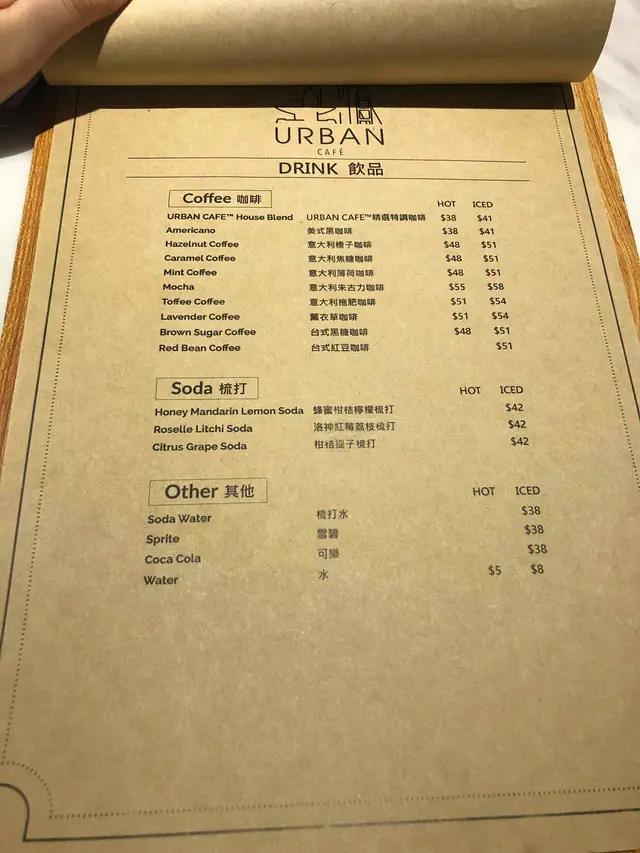 URBAN
CAFÉ
DRINK 飲品
Coffee 咖啡 HOT ICED
URBAN CAFE™ House Blend URBAN CAFE™精選特調咖啡 $38 $41
Americano 美式黑咖啡 $38 $41
Hazelnut Coffee 意大利榛子咖啡 $48 $51
Caramel Coffee 意大利焦糖咖啡 $48 $51
Mint Coffee 意大利薄荷咖啡 $48 $51
Mocha 意大利朱古力咖啡 $55 $58
Toffee Coffee 意大利拖肥咖啡 $51 $54
Lavender Coffee 薰衣草咖啡 $51 $54
Brown Sugar Coffee 台式黑糖咖啡 $48 $51
Red Bean Coffee 台式紅豆咖啡 $51
Soda 梳打 HOT ICED
Honey Mandarin Lemon Soda 蜂蜜柑桔檸檬梳打 $42
Roselle Litchi Soda 洛神紅莓荔枝梳打 $42
Citrus Grape Soda 柑桔提子梳打 $42
Other 其他 HOT ICED
Soda Water 梳打水 $38
Sprite 雪碧 $38
Coca Cola 可樂 $38
Water 水 $5 $8